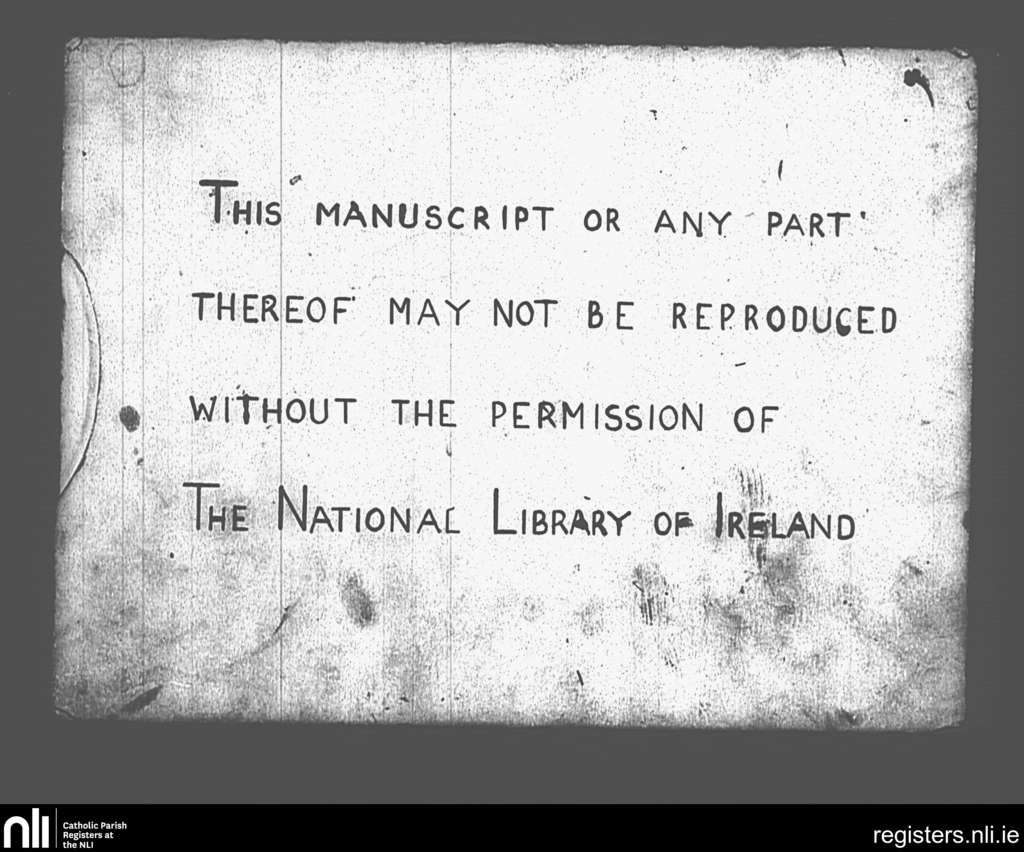 This manuscript or any part
thereof may not be reproduced
without the permission of
The National Library of Ireland
nli
Catholic Parish
Registers at
the NLI
registers.nli.ie